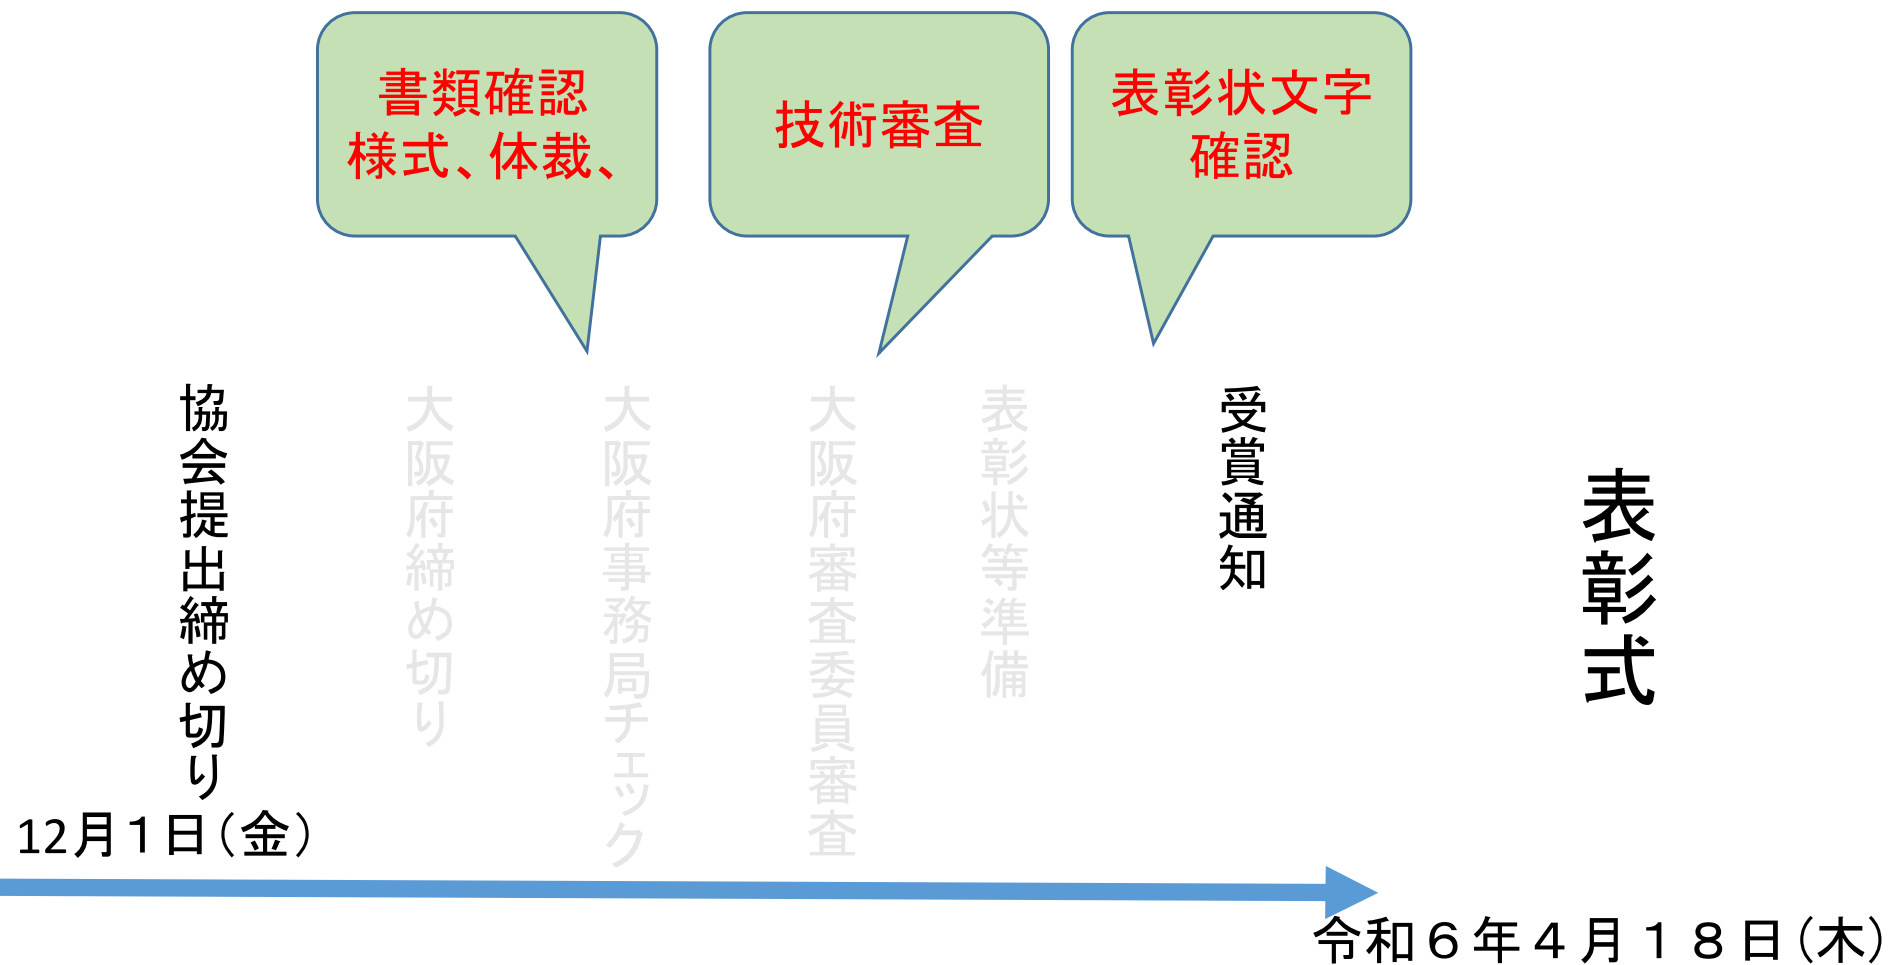 書類確認
様式、体裁、
技術審査
表彰状文字
確認
協会提出締め切り
大阪府締め切り
大阪府事務局チェック
大阪府審査委員審査
表彰状等準備
受賞通知
表彰式
12月１日（金）
令和６年４月１８日（木）